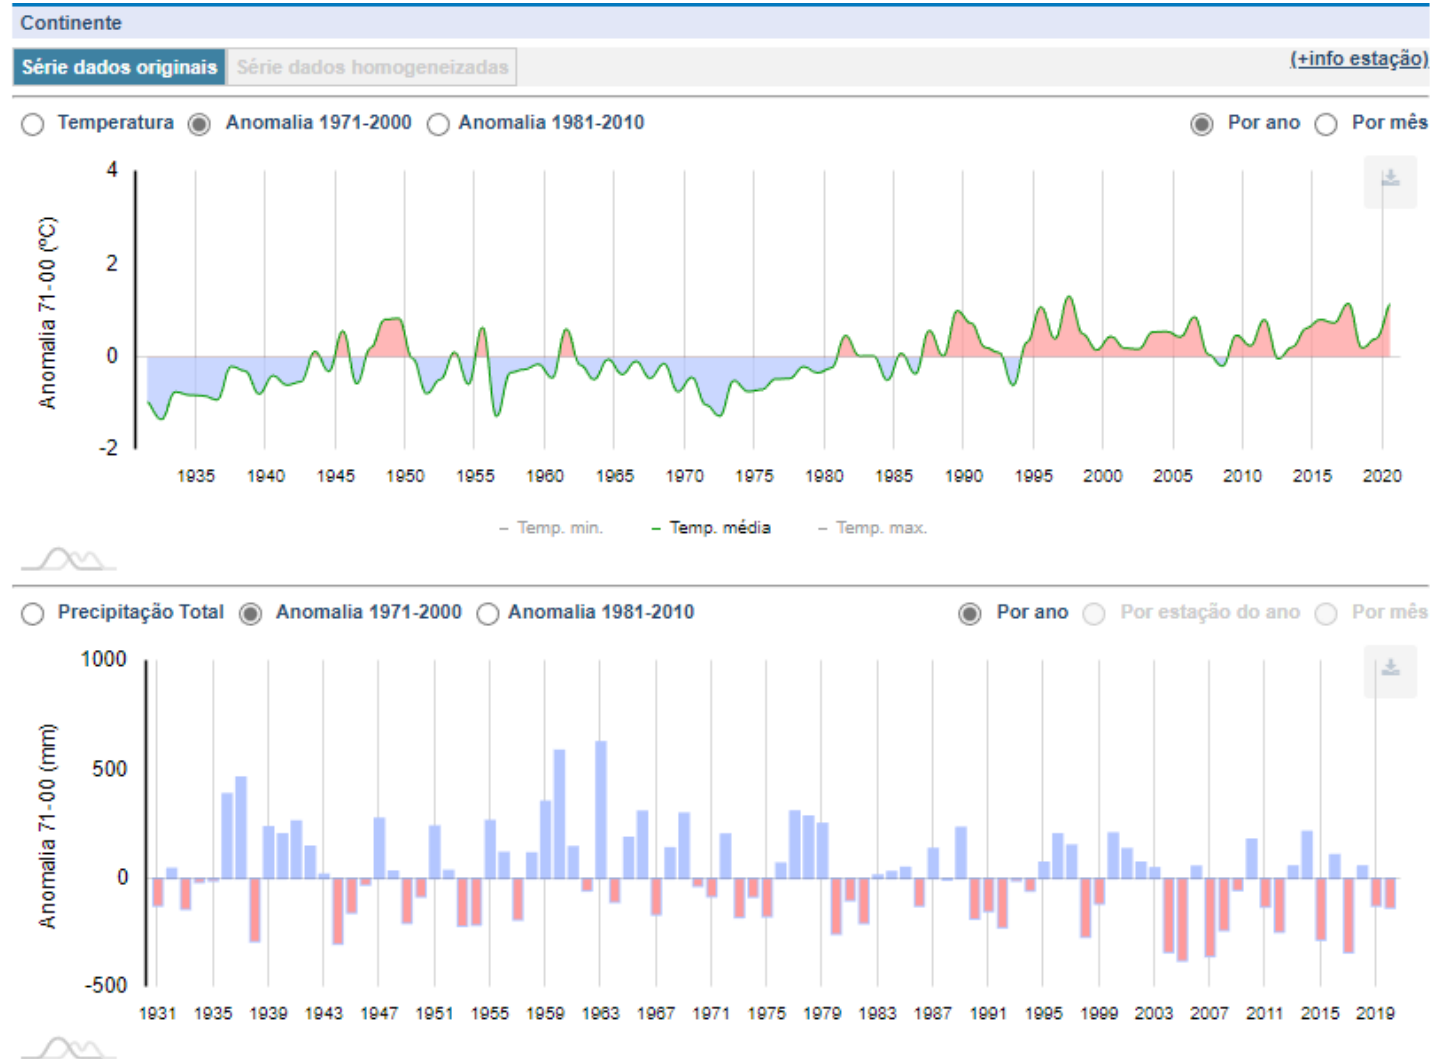 Continente
Série dados originais Série dados homogeneizadas (+info estação)
Temperatura Anomalia 1971-2000 Anomalia 1981-2010 Por ano Por mês
4
2
0
-2
Anomalia 71-00 (ºC)
1935 1940 1945 1950 1955 1960 1965 1970 1975 1980 1985 1990 1995 2000 2005 2010 2015 2020
Temp. min. Temp. média Temp. max.
Precipitação Total Anomalia 1971-2000 Anomalia 1981-2010 Por ano Por estação do ano Por mês
1000
500
0
-500
Anomalia 71-00 (mm)
1931 1935 1939 1943 1947 1951 1955 1959 1963 1967 1971 1975 1979 1983 1987 1991 1995 1999 2003 2007 2011 2015 2019